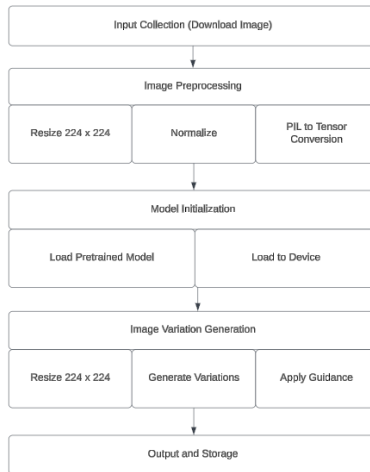 Input Collection (Download Image)
Image Preprocessing
Resize 224 x 224
Normalize
PIL to Tensor
Conversion
Model Initialization
Load Pretrained Model
Load to Device
Image Variation Generation
Resize 224 x 224
Generate Variations
Apply Guidance
Output and Storage